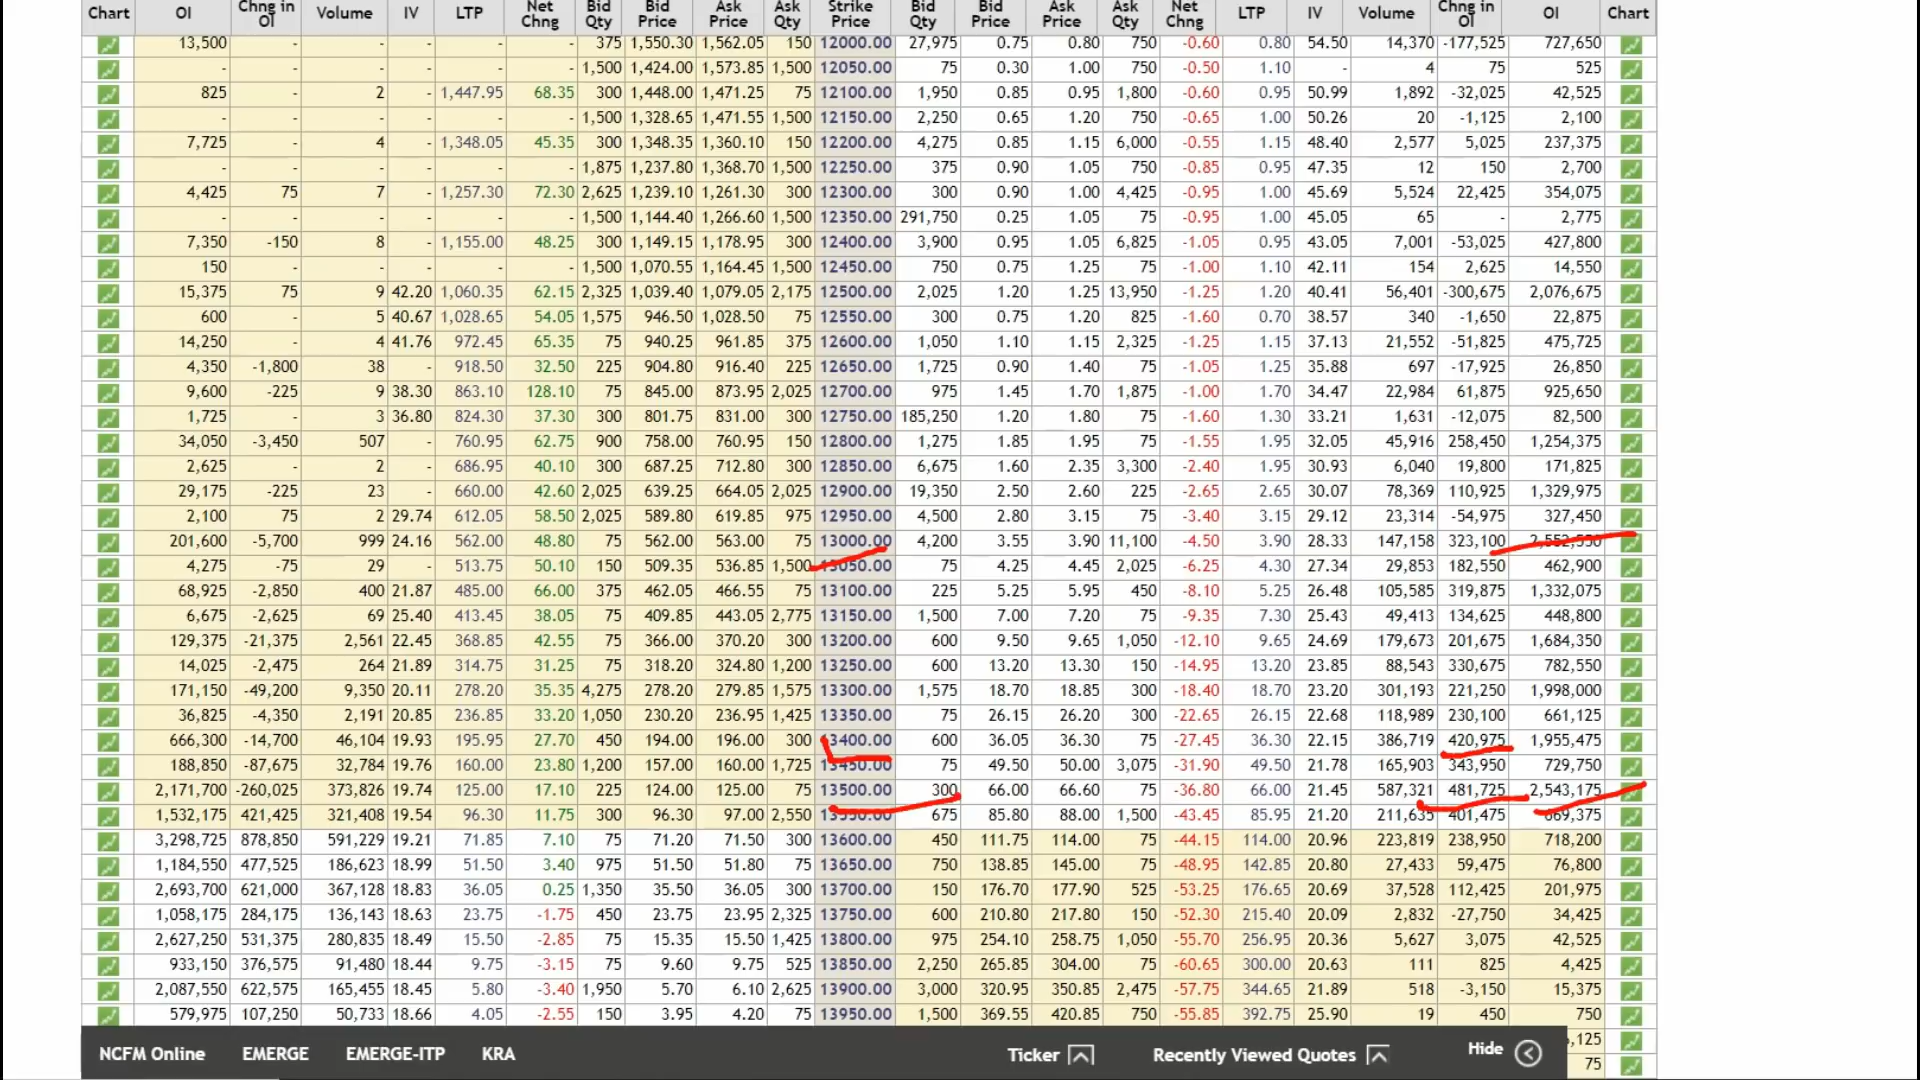 Chart OI Chng in OI Volume IV LTP Net Chng Bid Qty Bid Price Ask Price Ask Qty Strike Price Bid Qty Bid Price Ask Price Ask Qty Net Chng LTP IV Volume Chng in OI OI Chart
13,500 - - - - - 375 1,550.30 1,562.05 150 12000.00 27,975 0.75 0.80 750 -0.60 0.80 54.50 14,370 -177,525 727,650
- - - - - - 1,500 1,424.00 1,573.85 1,500 12050.00 75 0.30 1.00 750 -0.50 1.10 - 4 75 525
825 - 2 - 1,447.95 68.35 300 1,448.00 1,471.25 75 12100.00 1,950 0.85 0.95 1,800 -0.60 0.95 50.99 1,892 -32,025 42,525
- - - - - - 1,500 1,328.65 1,471.55 1,500 12150.00 2,250 0.65 1.20 750 -0.65 1.00 50.26 20 -1,125 2,100
7,725 - 4 - 1,348.05 45.35 300 1,348.35 1,360.10 150 12200.00 4,275 0.85 1.15 6,000 -0.55 1.15 48.40 2,577 5,025 237,375
- - - - - - 1,875 1,237.80 1,368.70 1,500 12250.00 375 0.90 1.05 750 -0.85 0.95 47.35 12 150 2,700
4,425 75 7 - 1,257.30 72.30 2,625 1,239.10 1,261.30 300 12300.00 300 0.90 1.00 4,425 -0.95 1.00 45.69 5,524 22,425 354,075
- - - - - - 1,500 1,144.40 1,266.60 1,500 12350.00 291,750 0.25 1.05 75 -0.95 1.00 45.05 65 - 2,775
7,350 -150 8 - 1,155.00 48.25 300 1,149.15 1,178.95 300 12400.00 3,900 0.95 1.05 6,825 -1.05 0.95 43.05 7,001 -53,025 427,800
150 - - - - - 1,500 1,070.55 1,164.45 1,500 12450.00 750 0.75 1.25 75 -1.00 1.10 42.11 154 2,625 14,550
15,375 75 9 42.20 1,060.35 62.15 2,325 1,039.40 1,079.05 2,175 12500.00 2,025 1.20 1.25 13,950 -1.25 1.20 40.41 56,401 -300,675 2,076,675
600 - 5 40.67 1,028.65 54.05 1,575 946.50 1,028.50 75 12550.00 300 0.75 1.20 825 -1.60 0.70 38.57 340 -1,650 22,875
14,250 - 4 41.76 972.45 65.35 75 940.25 961.85 375 12600.00 1,050 1.10 1.15 2,325 -1.25 1.15 37.13 21,552 -51,825 475,725
4,350 -1,800 38 - 918.50 32.50 225 904.80 916.40 225 12650.00 1,725 0.90 1.40 75 -1.05 1.25 35.88 697 -17,925 26,850
9,600 -225 9 38.30 863.10 128.10 75 845.00 873.95 2,025 12700.00 975 1.45 1.70 1,875 -1.00 1.70 34.47 22,984 61,875 925,650
1,725 - 3 36.80 824.30 37.30 300 801.75 831.00 300 12750.00 185,250 1.20 1.80 75 -1.60 1.30 33.21 1,631 -12,075 82,500
34,050 -3,450 507 - 760.95 62.75 900 758.00 760.95 150 12800.00 1,275 1.85 1.95 75 -1.55 1.95 32.05 45,916 258,450 1,254,375
2,625 - 2 - 686.95 40.10 300 687.25 712.80 300 12850.00 6,675 1.60 2.35 3,300 -2.40 1.95 30.93 6,040 19,800 171,825
29,175 -225 23 - 660.00 42.60 2,025 639.25 664.05 2,025 12900.00 19,350 2.50 2.60 225 -2.65 2.65 30.07 78,369 110,925 1,329,975
2,100 75 2 29.74 612.05 58.50 2,025 589.80 619.85 975 12950.00 4,500 2.80 3.15 75 -3.40 3.15 29.12 23,314 -54,975 327,450
201,600 -5,700 999 24.16 562.00 48.80 75 562.00 563.00 75 13000.00 4,200 3.55 3.90 11,100 -4.50 3.90 28.33 147,158 323,100 2,552,550
4,275 -75 29 - 513.75 50.10 150 509.35 536.85 1,500 13050.00 75 4.25 4.45 2,025 -6.25 4.30 27.34 29,853 182,550 462,900
68,925 -2,850 400 21.87 485.00 66.00 375 462.05 466.55 75 13100.00 225 5.25 5.95 450 -8.10 5.25 26.48 105,585 319,875 1,332,075
6,675 -2,625 69 25.40 413.45 38.05 75 409.85 443.05 2,775 13150.00 1,500 7.00 7.20 75 -9.35 7.30 25.43 49,413 134,625 448,800
129,375 -21,375 2,561 22.45 368.85 42.55 75 366.00 370.20 300 13200.00 600 9.50 9.65 1,050 -12.10 9.65 24.69 179,673 201,675 1,684,350
14,025 -2,475 264 21.89 314.75 31.25 75 318.20 324.80 1,200 13250.00 600 13.20 13.30 150 -14.95 13.20 23.85 88,543 330,675 782,550
171,150 -49,200 9,350 20.11 278.20 35.35 4,275 278.20 279.85 1,575 13300.00 1,575 18.70 18.85 300 -18.40 18.70 23.20 301,193 221,250 1,998,000
36,825 -4,350 2,191 20.85 236.85 33.20 1,050 230.20 236.95 1,425 13350.00 75 26.15 26.20 300 -22.65 26.15 22.68 118,989 230,100 661,125
666,300 -14,700 46,104 19.93 195.95 27.70 450 194.00 196.00 300 13400.00 600 36.05 36.30 75 -27.45 36.30 22.15 386,719 420,975 1,955,475
188,850 -87,675 32,784 19.76 160.00 23.80 1,200 157.00 160.00 1,725 13450.00 75 49.50 50.00 3,075 -31.90 49.50 21.78 165,903 343,950 729,750
2,171,700 -260,025 373,826 19.74 125.00 17.10 225 124.00 125.00 75 13500.00 300 66.00 66.60 75 -36.80 66.00 21.45 587,321 481,725 2,543,175
1,532,175 421,425 321,408 19.54 96.30 11.75 300 96.30 97.00 2,550 13550.00 675 85.80 88.00 1,500 -43.45 85.95 21.20 211,635 401,475 669,375
3,298,725 878,850 591,229 19.21 71.85 7.10 75 71.20 71.50 300 13600.00 450 111.75 114.00 75 -44.15 114.00 20.96 223,819 238,950 718,200
1,184,550 477,525 186,623 18.99 51.50 3.40 975 51.50 51.80 75 13650.00 750 138.85 145.00 75 -48.95 142.85 20.80 27,433 59,475 76,800
2,693,700 621,000 367,128 18.83 36.05 0.25 1,350 35.50 36.05 300 13700.00 150 176.70 177.90 525 -53.25 176.65 20.69 37,528 112,425 201,975
1,058,175 284,175 136,143 18.63 23.75 -1.75 450 23.75 23.95 2,325 13750.00 600 210.80 217.80 150 -52.30 215.40 20.09 2,832 -27,750 34,425
2,627,250 531,375 280,835 18.49 15.50 -2.85 75 15.35 15.50 1,425 13800.00 975 254.10 258.75 1,050 -55.70 256.95 20.36 5,627 3,075 42,525
933,150 376,575 91,480 18.44 9.75 -3.15 75 9.60 9.75 525 13850.00 2,250 265.85 304.00 75 -60.65 300.00 20.63 111 825 4,425
2,087,550 622,575 165,455 18.45 5.80 -3.40 1,950 5.70 6.10 2,625 13900.00 3,000 320.95 350.85 2,475 -57.75 344.65 21.89 518 -3,150 15,375
579,975 107,250 50,733 18.66 4.05 -2.55 150 3.95 4.20 75 13950.00 1,500 369.55 420.85 750 -55.85 392.75 25.90 19 450 750
,125
75
NCFM Online EMERGE EMERGE-ITP KRA Ticker Recently Viewed Quotes Hide